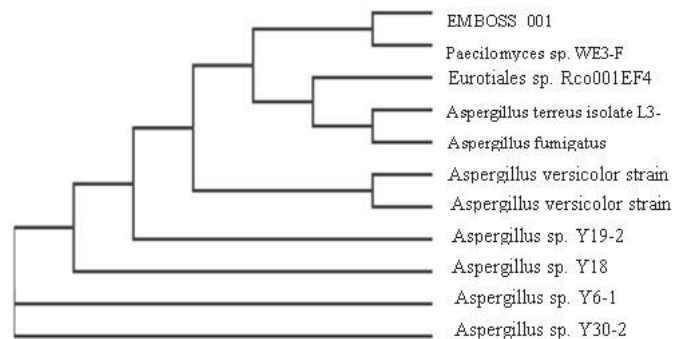 EMBOSS 001
Paecilomyces sp. WE3-F
Eurotiales sp. Rco001EF4
Aspergillus terreus isolate L3-
Aspergillus fumigatus
Aspergillus versicolor strain
Aspergillus versicolor strain
Aspergillus sp. Y19-2
Aspergillus sp. Y18
Aspergillus sp. Y6-1
Aspergillus sp. Y30-2